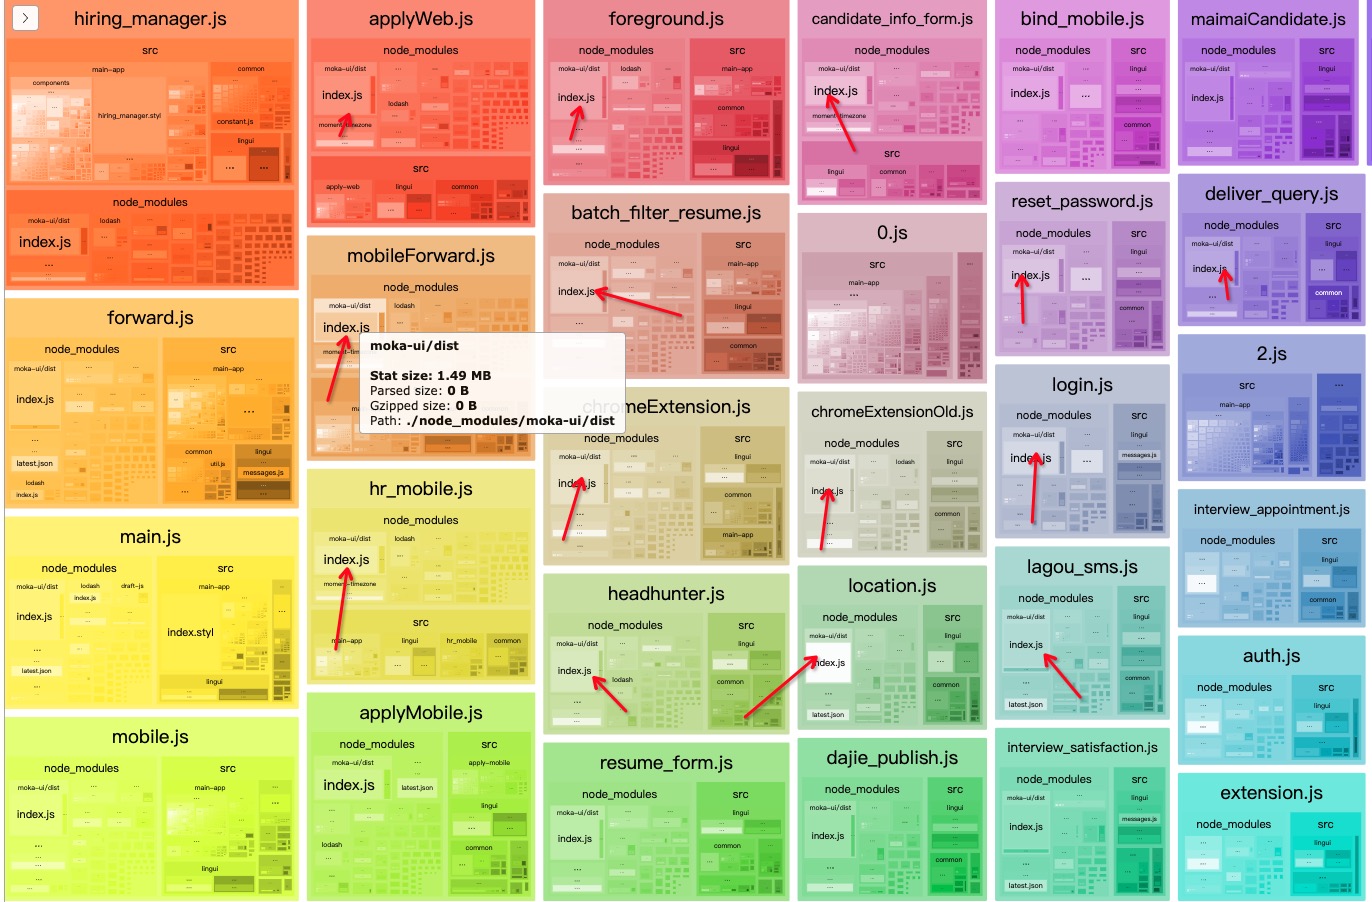 hiring_manager.js
src
main-app
common
components
...
hiring_manager.styl
constant.js
lingui
...
...
...
node_modules
moka-ui/dist
lodash
index.js
...
forward.js
node_modules
src
moka-ui/dist
main-app
index.js
...
...
latest.json
lodash
index.js
common
lingui
util.js
messages.js
...
main.js
node_modules
src
moka-ui/dist
lodash
draft-js
main-app
index.js
index.js
index.styl
latest.json
lingui
...
mobile.js
node_modules
src
moka-ui/dist
main-app
index.js
...
lingui
...
applyWeb.js
node_modules
moka-ui/dist
index.js
lodash
moment-timezone
src
apply-web
lingui
common
...
mobileForward.js
node_modules
moka-ui/dist
lodash
index.js
moka-ui/dist
Stat size: 1.49 MB
Parsed size: 0 B
Gzipped size: 0 B
Path: ./node_modules/moka-ui/dist
hr_mobile.js
node_modules
moka-ui/dist
lodash
index.js
moment-timezone
src
main-app
lingui
hr_mobile
common
...
applyMobile.js
node_modules
src
moka-ui/dist
apply-mobile
index.js
latest.json
lingui
lodash
common
...
foreground.js
node_modules
src
moka-ui/dist
lodash
main-app
index.js
common
lingui
...
batch_filter_resume.js
node_modules
src
moka-ui/dist
main-app
index.js
lingui
common
...
chromeExtension.js
node_modules
src
moka-ui/dist
lingui
index.js
common
main-app
...
headhunter.js
node_modules
src
moka-ui/dist
lingui
index.js
lodash
common
...
resume_form.js
node_modules
src
moka-ui/dist
lingui
index.js
common
...
candidate_info_form.js
node_modules
moka-ui/dist
index.js
moment-timezone
src
lingui
common
...
0.js
src
main-app
...
chromeExtensionOld.js
node_modules
src
moka-ui/dist
lodash
lingui
index.js
common
...
location.js
node_modules
src
moka-ui/dist
lingui
index.js
common
latest.json
dajie_publish.js
node_modules
src
moka-ui/dist
lingui
index.js
common
...
bind_mobile.js
node_modules
src
moka-ui/dist
lingui
index.js
...
common
reset_password.js
node_modules
src
moka-ui/dist
lingui
index.js
...
common
login.js
node_modules
src
moka-ui/dist
lingui
index.js
messages.js
...
common
lagou_sms.js
node_modules
src
moka-ui/dist
lingui
index.js
common
latest.json
interview_satisfaction.js
node_modules
src
moka-ui/dist
lingui
index.js
messages.js
common
latest.json
maimaiCandidate.js
node_modules
src
moka-ui/dist
lingui
index.js
common
...
deliver_query.js
node_modules
src
moka-ui/dist
lingui
index.js
common
...
2.js
src
main-app
...
interview_appointment.js
node_modules
src
moka-ui/dist
lingui
...
common
auth.js
node_modules
src
moka-ui/dist
lingui
...
common
extension.js
node_modules
src
moka-ui/dist
lingui
...
common